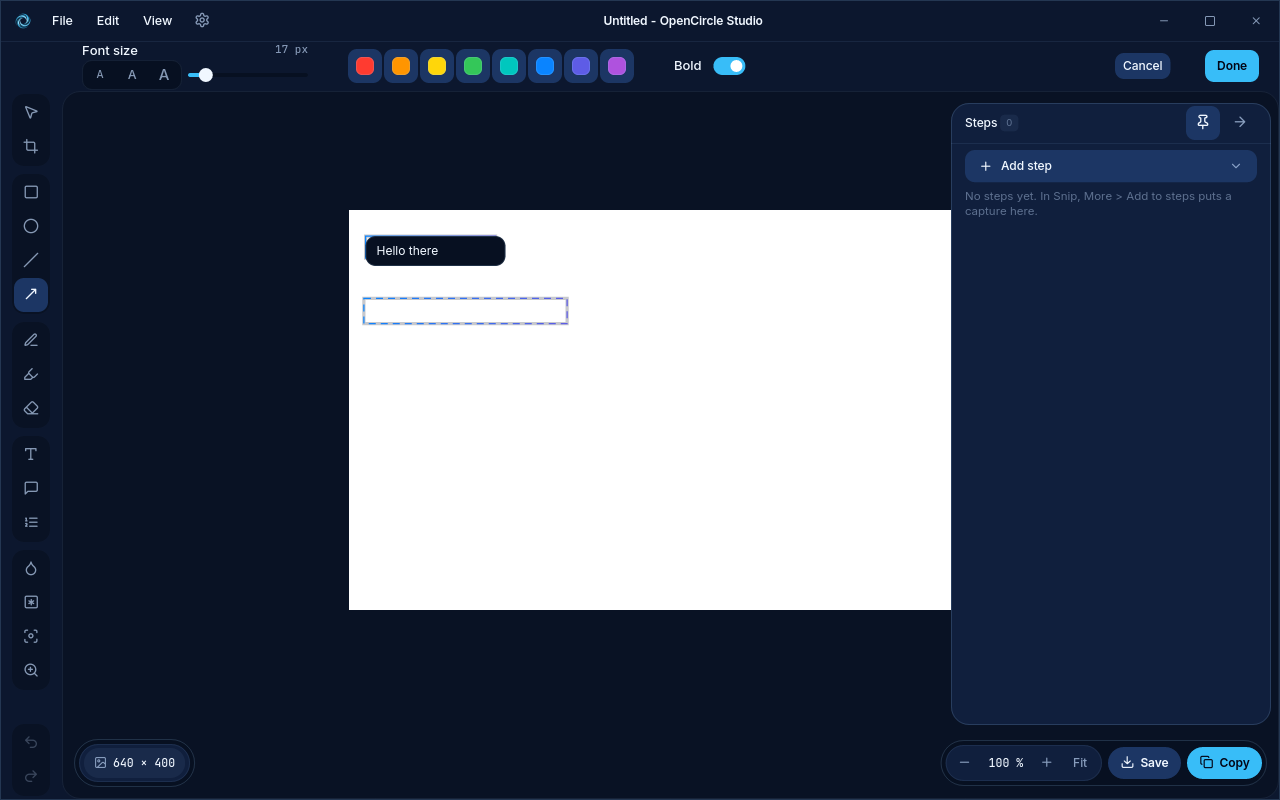 File Edit View
Untitled - OpenCircle Studio
Font size 17 px
A A A
Bold
Cancel
Done
Steps 0
Add step
No steps yet. In Snip, More > Add to steps puts a
capture here.
Hello there
640 × 400
100 %
Fit
Save
Copy